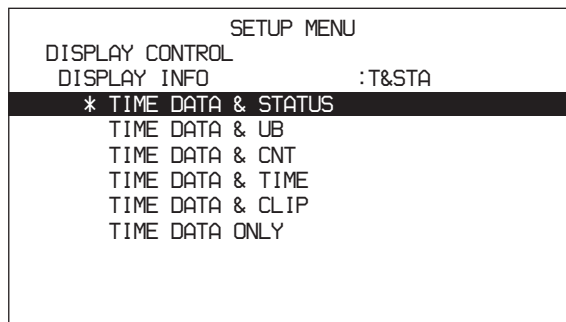 SETUP MENU
DISPLAY CONTROL
DISPLAY INFO :T&STA
* TIME DATA & STATUS
TIME DATA & UB
TIME DATA & CNT
TIME DATA & TIME
TIME DATA & CLIP
TIME DATA ONLY